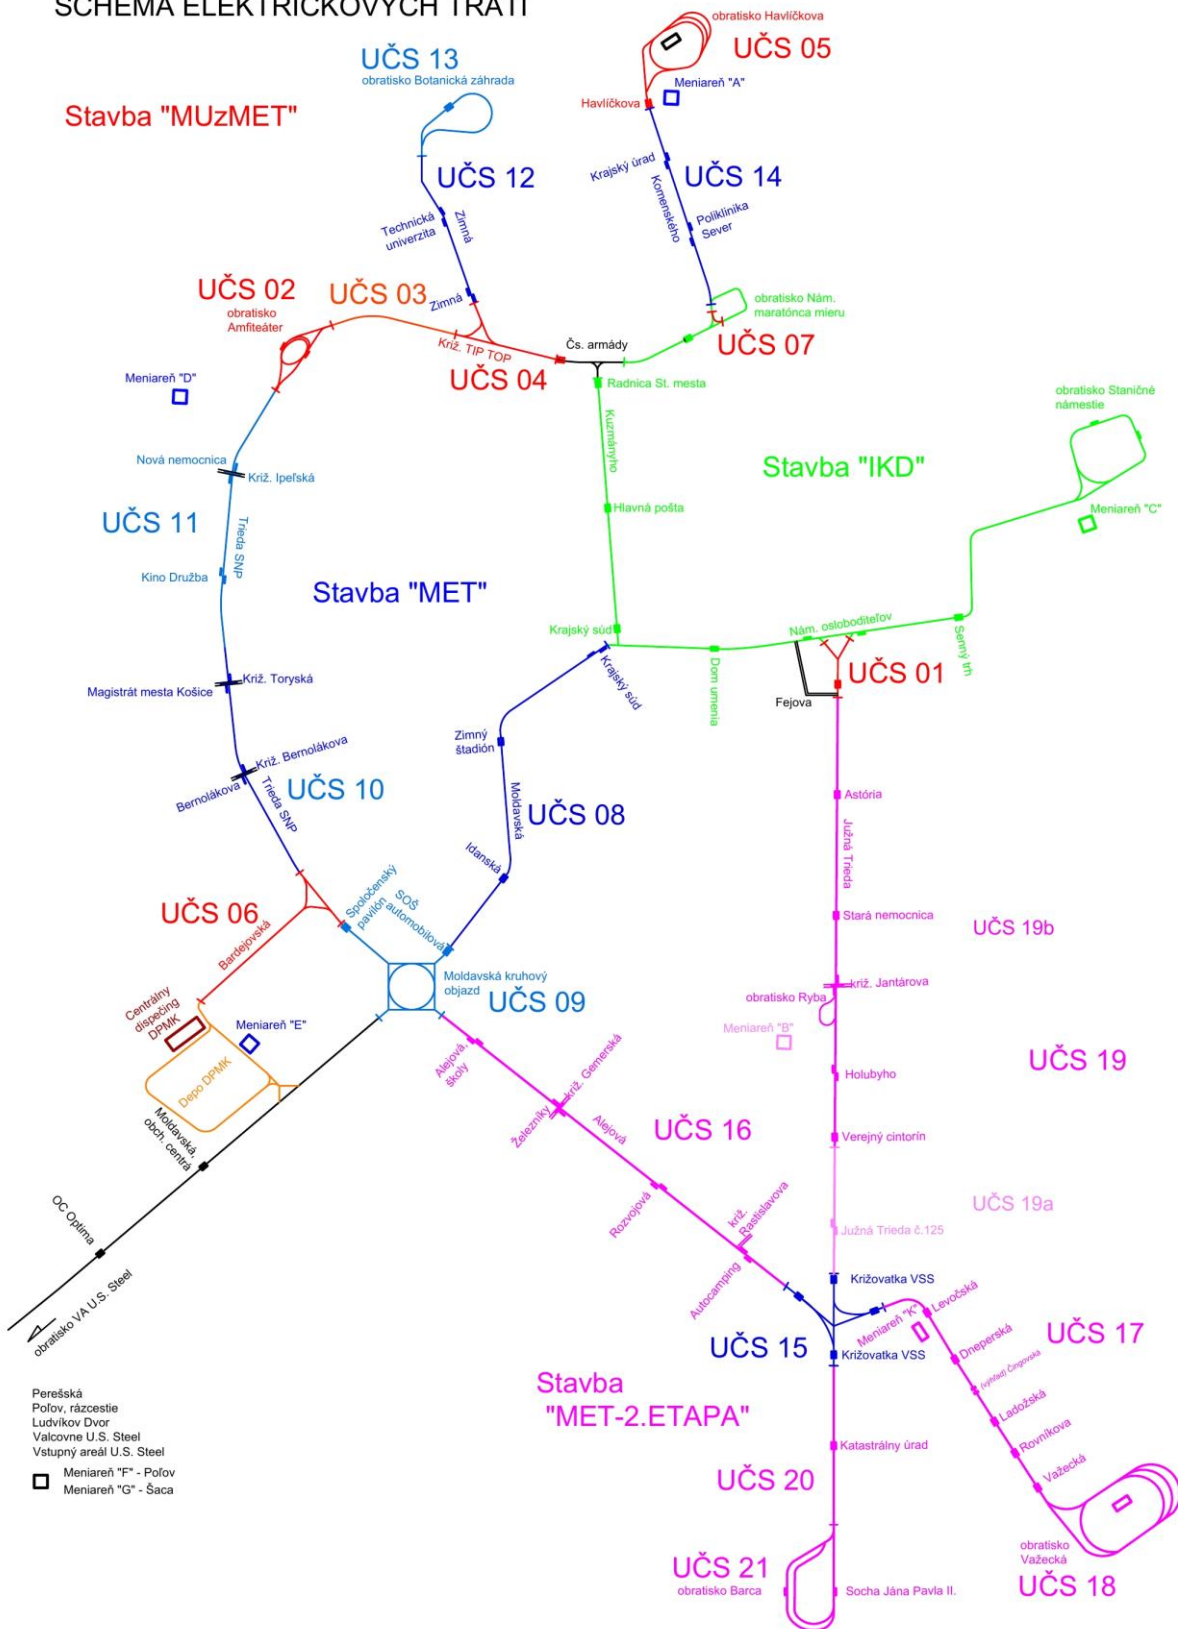 SCHÉMA ELEKTRIČKOVÝCH TRATÍ
obratisko Havlíčkova
UČS 05
UČS 13
obratisko Botanická záhrada
Meniareň "A"
Havlíčkova
Stavba "MUzMET"
Krajský úrad
UČS 12
UČS 14
Komenského
Technická
univerzita
Zimná
Poliklinika
Sever
UČS 02
obratisko
Amfiteáter
UČS 03
Zimná
obratisko Nám.
maratónca mieru
Križ. TIP TOP
Čs. armády
UČS 07
UČS 04
Meniareň "D"
Radnica St. mesta
obratisko Staničné
námestie
Kuzmányho
Nová nemocnica
Križ. Ipeľská
Stavba "IKD"
Hlavná pošta
Meniareň "C"
UČS 11
Trieda SNP
Kino Družba
Stavba "MET"
Krajský súd
Nám. osloboditeľov
Senný trh
Krajský súd
Dom umenia
UČS 01
Križ. Toryská
Magistrát mesta Košice
Fejova
Zimný
štadión
Križ. Bernolákova
Bernolákova
Trieda SNP
UČS 10
Moldavská
UČS 08
Astória
Južná Trieda
Idanská
UČS 06
Spoločenský
pavilón
SOŠ
automobilová
Stará nemocnica
UČS 19b
Bardejovská
Moldavská kruhový
objazd
UČS 09
križ. Jantárova
obratisko Ryba
Centrálny
dispečing
DPMK
Meniareň "E"
Meniareň "B"
Alejová,
školy
križ. Gemerská
Železníky
Holubyho
UČS 19
Depo DPMK
Alejová
UČS 16
Verejný cintorín
Moldavská,
obch. centrá
Rozvojová
križ.
Rastislavova
UČS 19a
Južná Trieda č.125
OC Optima
Autocamping
Križovatka VSS
obratisko VA U.S. Steel
Meniareň "K"
Levočská
UČS 15
Križovatka VSS
Dneperská
UČS 17
(výhľad) Čingovská
Stavba
"MET-2.ETAPA"
Ladožská
Perešská
Poľov, rázcestie
Ludvíkov Dvor
Valcovne U.S. Steel
Vstupný areál U.S. Steel
Meniareň "F" - Poľov
Meniareň "G" - Šaca
Katastrálny úrad
Rovníkova
UČS 20
Važecká
obratisko
Važecká
UČS 18
UČS 21
obratisko Barca
Socha Jána Pavla II.